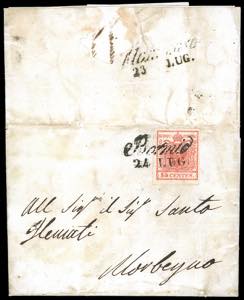 23 LUG.
Bormio
24 LUG.
15 CENTES.
All Sig.r il Sig.r Santo
Morbegno